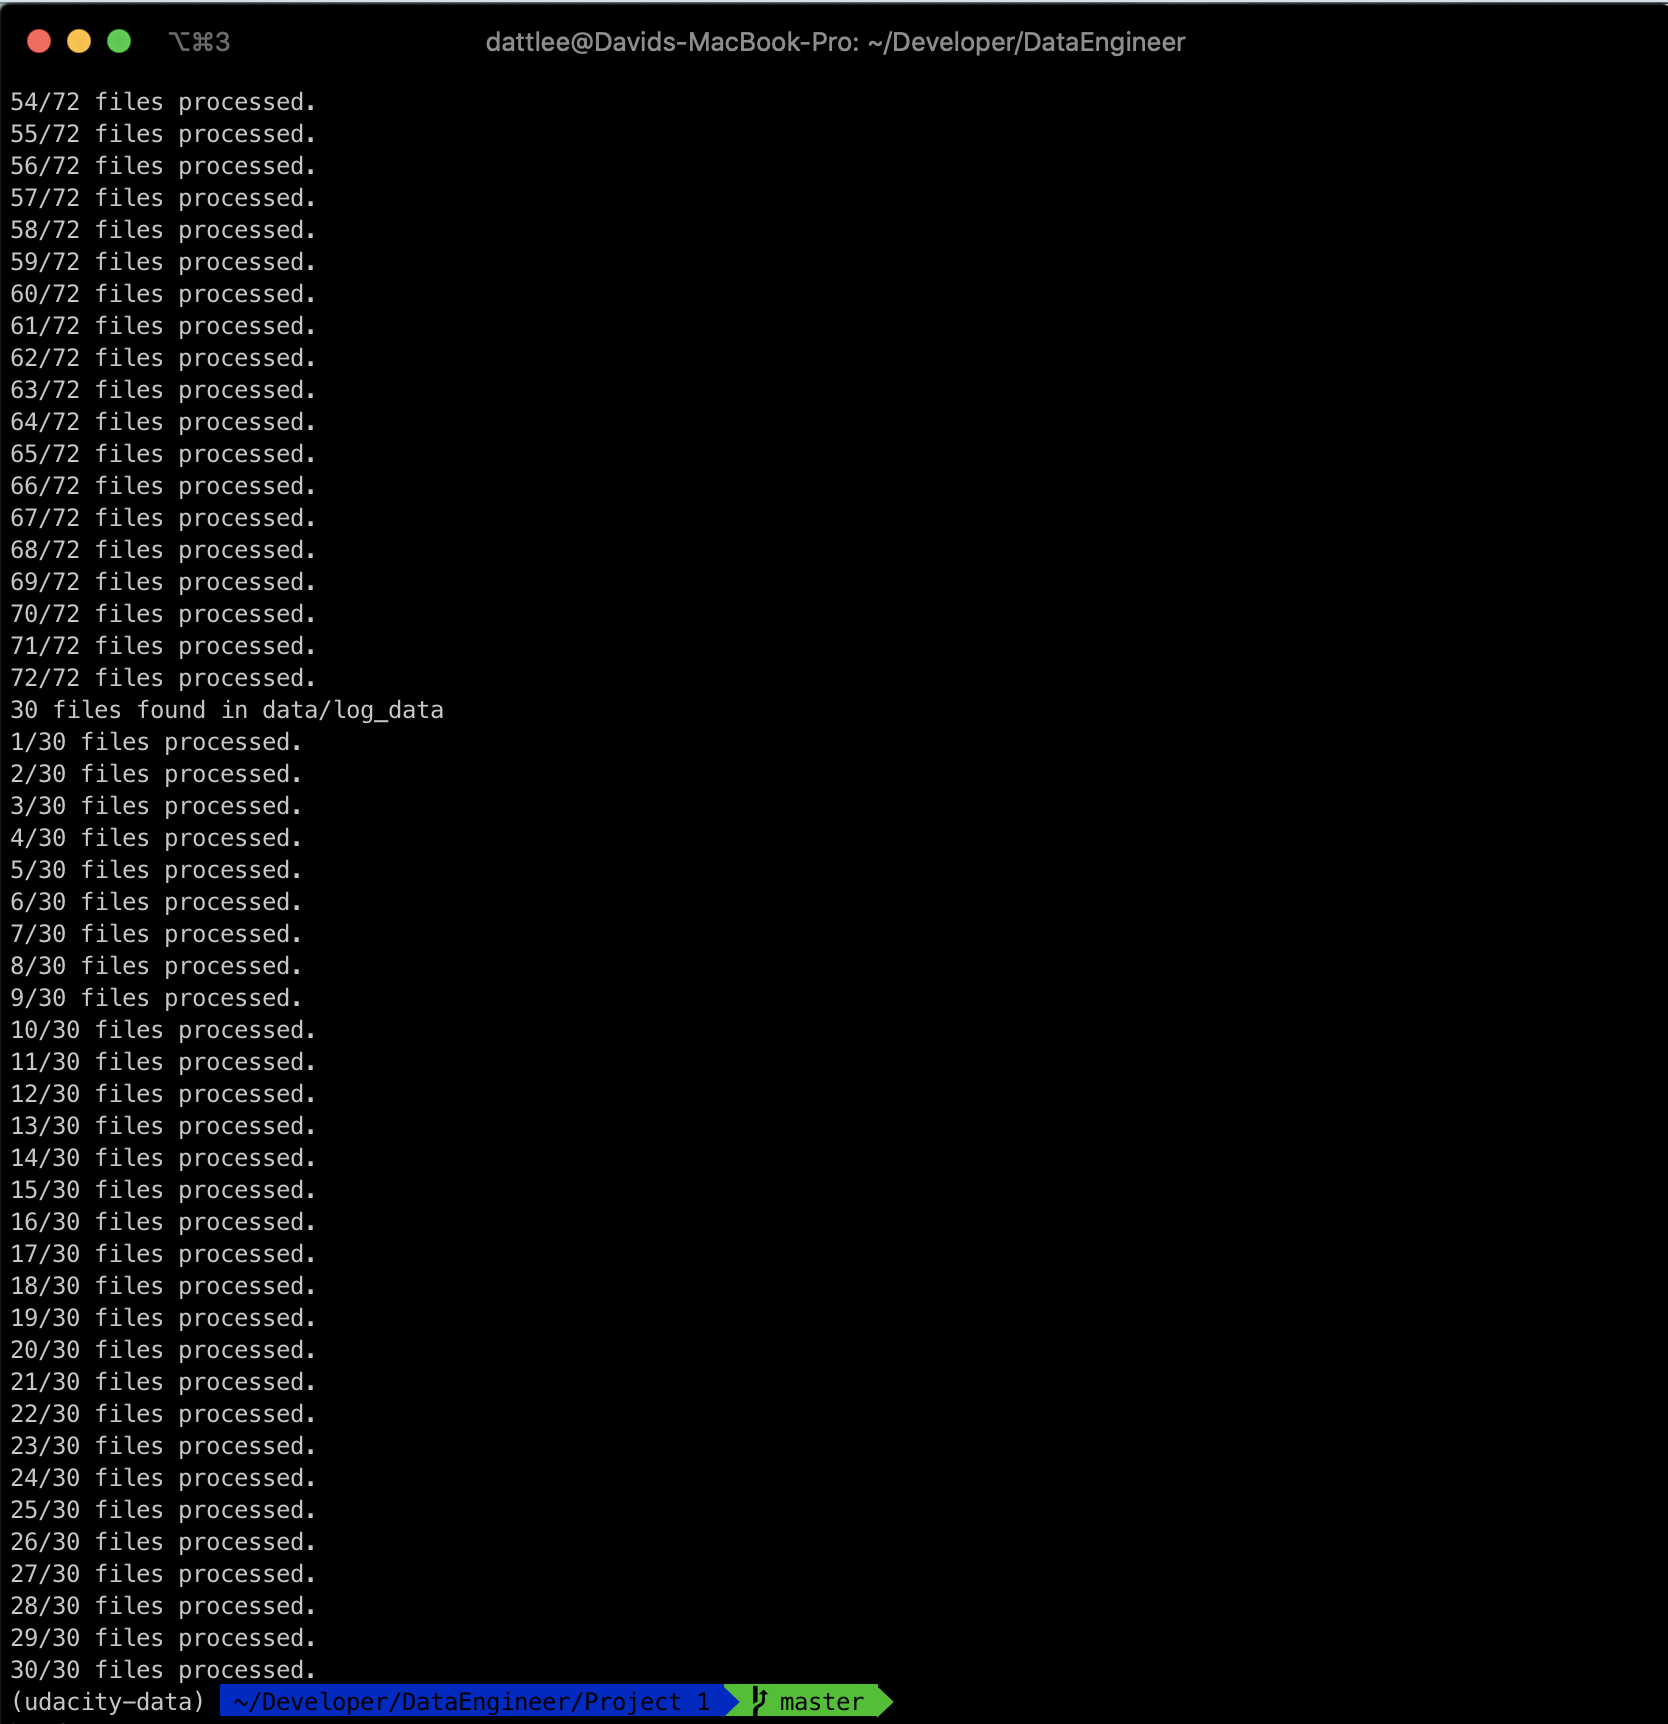 ⌥⌘3 dattlee@Davids-MacBook-Pro: ~/Developer/DataEngineer
54/72 files processed.
55/72 files processed.
56/72 files processed.
57/72 files processed.
58/72 files processed.
59/72 files processed.
60/72 files processed.
61/72 files processed.
62/72 files processed.
63/72 files processed.
64/72 files processed.
65/72 files processed.
66/72 files processed.
67/72 files processed.
68/72 files processed.
69/72 files processed.
70/72 files processed.
71/72 files processed.
72/72 files processed.
30 files found in data/log_data
1/30 files processed.
2/30 files processed.
3/30 files processed.
4/30 files processed.
5/30 files processed.
6/30 files processed.
7/30 files processed.
8/30 files processed.
9/30 files processed.
10/30 files processed.
11/30 files processed.
12/30 files processed.
13/30 files processed.
14/30 files processed.
15/30 files processed.
16/30 files processed.
17/30 files processed.
18/30 files processed.
19/30 files processed.
20/30 files processed.
21/30 files processed.
22/30 files processed.
23/30 files processed.
24/30 files processed.
25/30 files processed.
26/30 files processed.
27/30 files processed.
28/30 files processed.
29/30 files processed.
30/30 files processed.
(udacity-data) ~/Developer/DataEngineer/Project 1 master